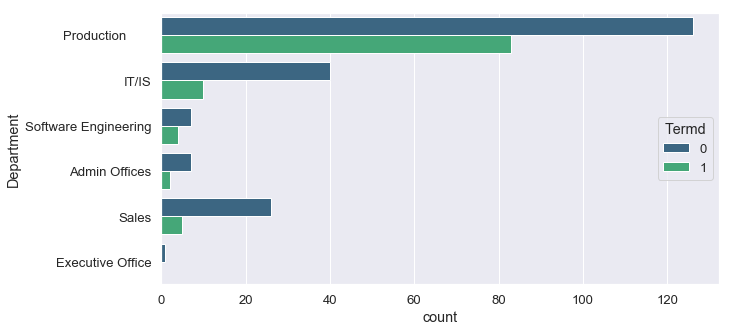 Department
Production
IT/IS
Software Engineering
Admin Offices
Sales
Executive Office
Termd
0
1
0 20 40 60 80 100 120
count